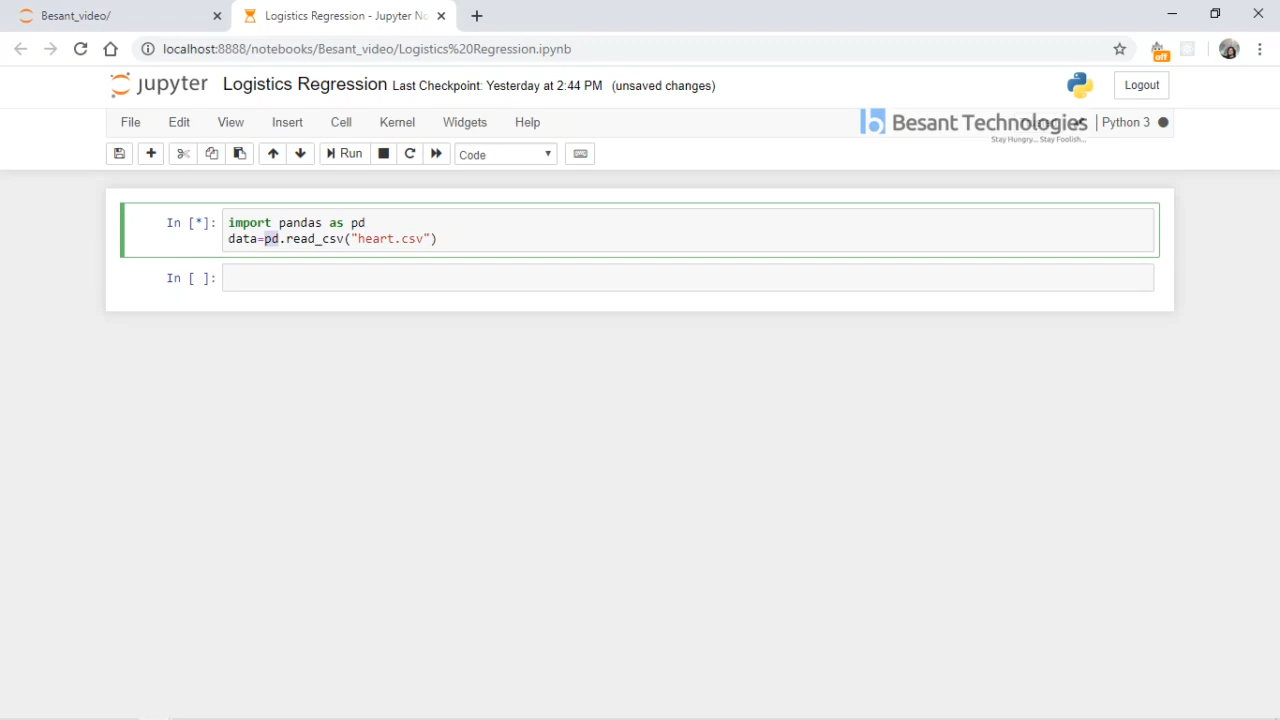 Besant_video/
Logistics Regression - Jupyter No
localhost:8888/notebooks/Besant_video/Logistics%20Regression.ipynb
off
jupyter Logistics Regression Last Checkpoint: Yesterday at 2:44 PM (unsaved changes)
Logout
File Edit View Insert Cell Kernel Widgets Help
Besant Technologies
Stay Hungry... Stay Foolish...
Python 3
Run
Code
In [*]: import pandas as pd
data=pd.read_csv("heart.csv")
In [ ]: